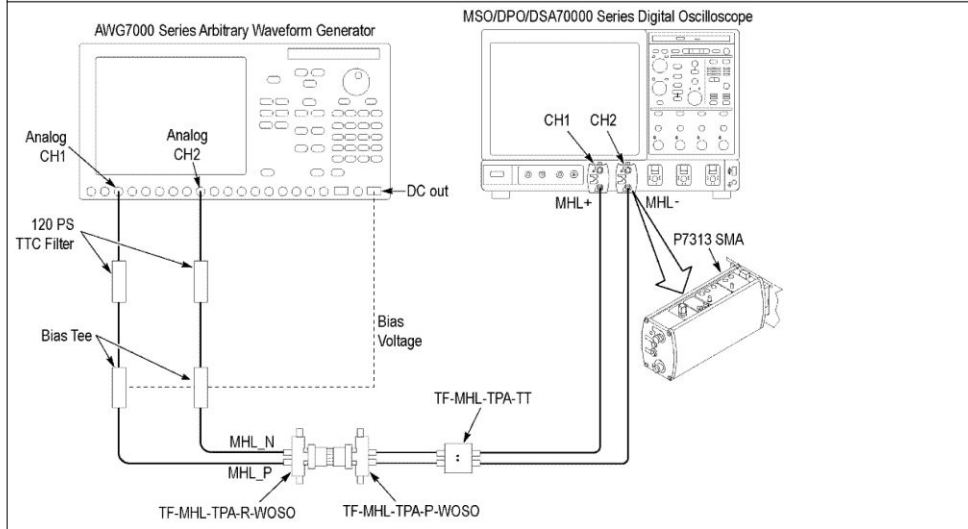 AWG7000 Series Arbitrary Waveform Generator
MSO/DPO/DSA70000 Series Digital Oscilloscope
Analog
CH1
Analog
CH2
DC out
CH1
CH2
MHL+
MHL-
120 PS
TTC Filter
P7313 SMA
Bias Tee
Bias
Voltage
TF-MHL-TPA-TT
MHL_N
MHL_P
TF-MHL-TPA-R-WOSO
TF-MHL-TPA-P-WOSO